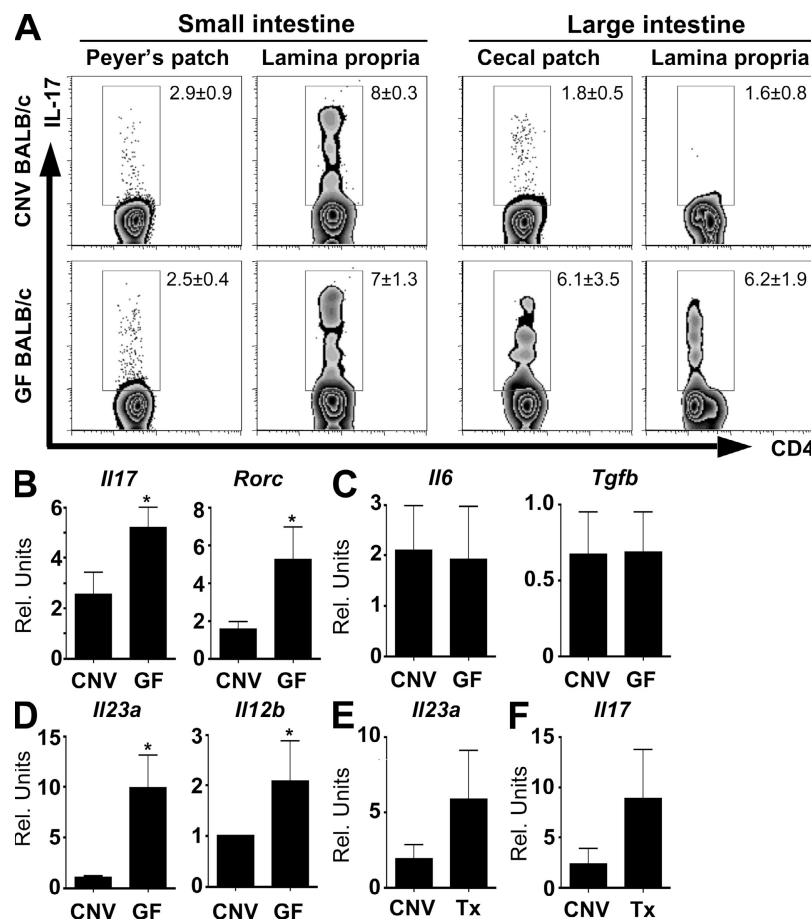 A
Small intestine
Large intestine
Peyer's patch
Lamina propria
Cecal patch
Lamina propria
CNV BALB/c
IL-17
2.9±0.9
8±0.3
1.8±0.5
1.6±0.8
GF BALB/c
2.5±0.4
7±1.3
6.1±3.5
6.2±1.9
CD4
B
Il17
Rel. Units
6
4
2
0
CNV GF
*
Rorc
8
6
4
2
0
CNV GF
*
C
Il6
Rel. Units
3
2
1
0
CNV GF
Tgfb
1.0
0.5
0
CNV GF
D
Il23a
Rel. Units
15
10
5
0
CNV GF
*
Il12b
3
2
1
0
CNV GF
*
E
Il23a
Rel. Units
10
5
0
CNV Tx
F
Il17
Rel. Units
15
10
5
0
CNV Tx